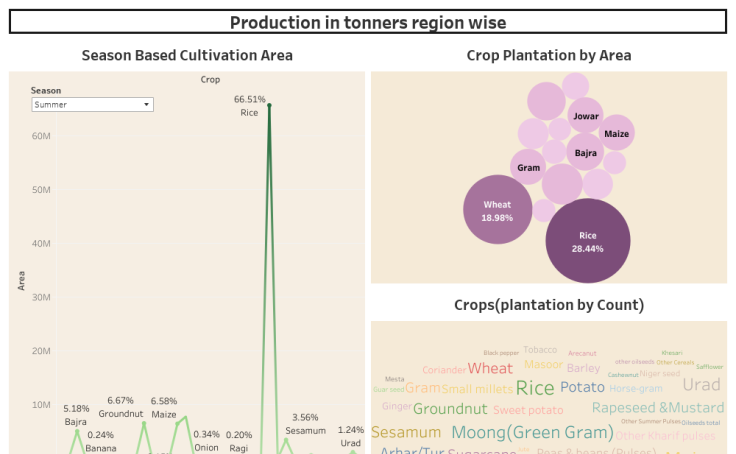 Production in tonners region wise
Season Based Cultivation Area
Crop
Season
Summer
66.51%
Rice
60M
50M
40M
30M
20M
10M
Area
5.18%
Bajra
0.24%
Banana
6.67%
Groundnut
6.58%
Maize
0.34%
Onion
0.20%
Ragi
3.56%
Sesamum
1.24%
Urad
Crop Plantation by Area
Jowar
Maize
Bajra
Gram
Wheat
18.98%
Rice
28.44%
Crops(plantation by Count)
Black pepper Tobacco Arecanut Khesari
Coriander Wheat Masoor Barley other oilseeds Other Cereals Safflower
Mesta Cashewnut Niger seed
Guar seed Gram Small millets Rice Potato Horse-gram Urad
Ginger Groundnut Sweet potato Rapeseed &Mustard
Other Summer Pulses Oilseeds total
Sesamum Moong(Green Gram) Other Kharif pulses
Arhar/Tur Sugarcane Peas & beans (Pulses)